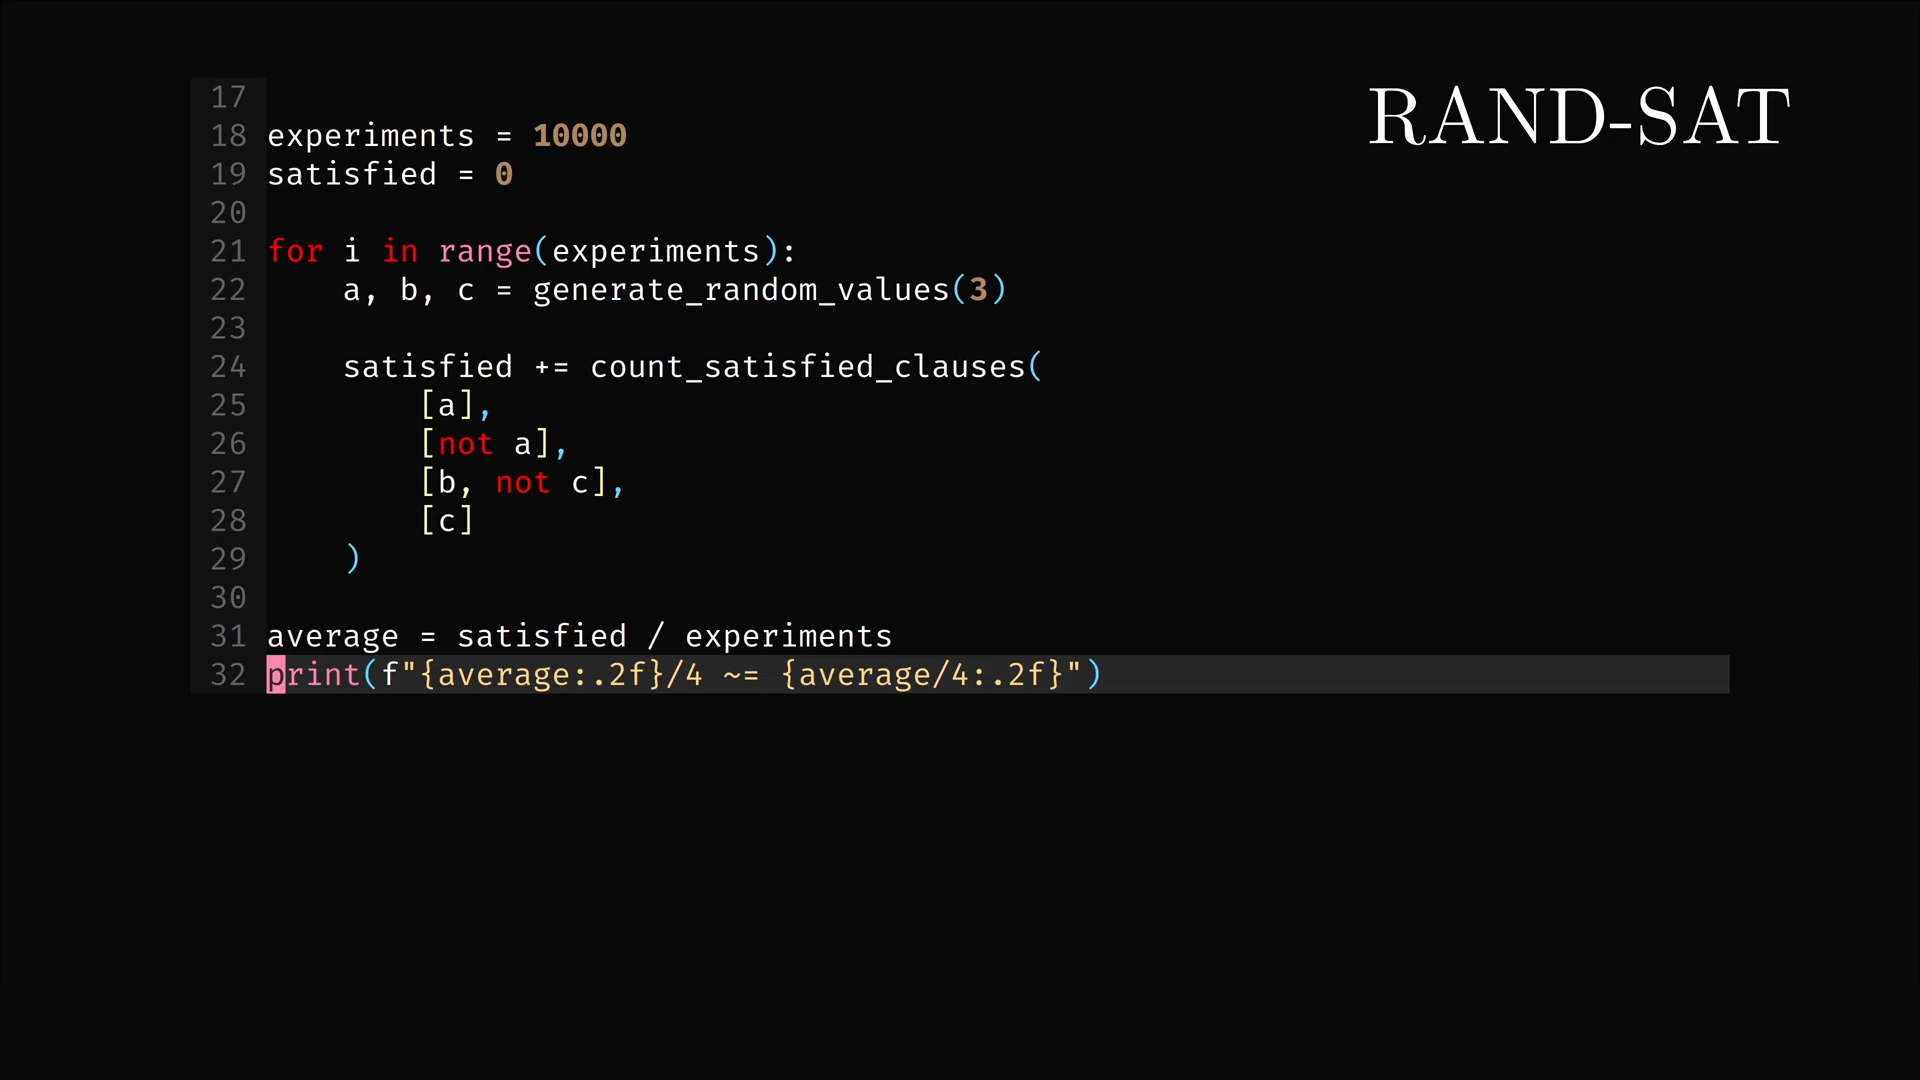 RAND-SAT
17
18 experiments = 10000
19 satisfied = 0
20
21 for i in range(experiments):
22     a, b, c = generate_random_values(3)
23
24     satisfied += count_satisfied_clauses(
25         [a],
26         [not a],
27         [b, not c],
28         [c]
29     )
30
31 average = satisfied / experiments
32 print(f"{average:.2f}/4 ~= {average/4:.2f}")